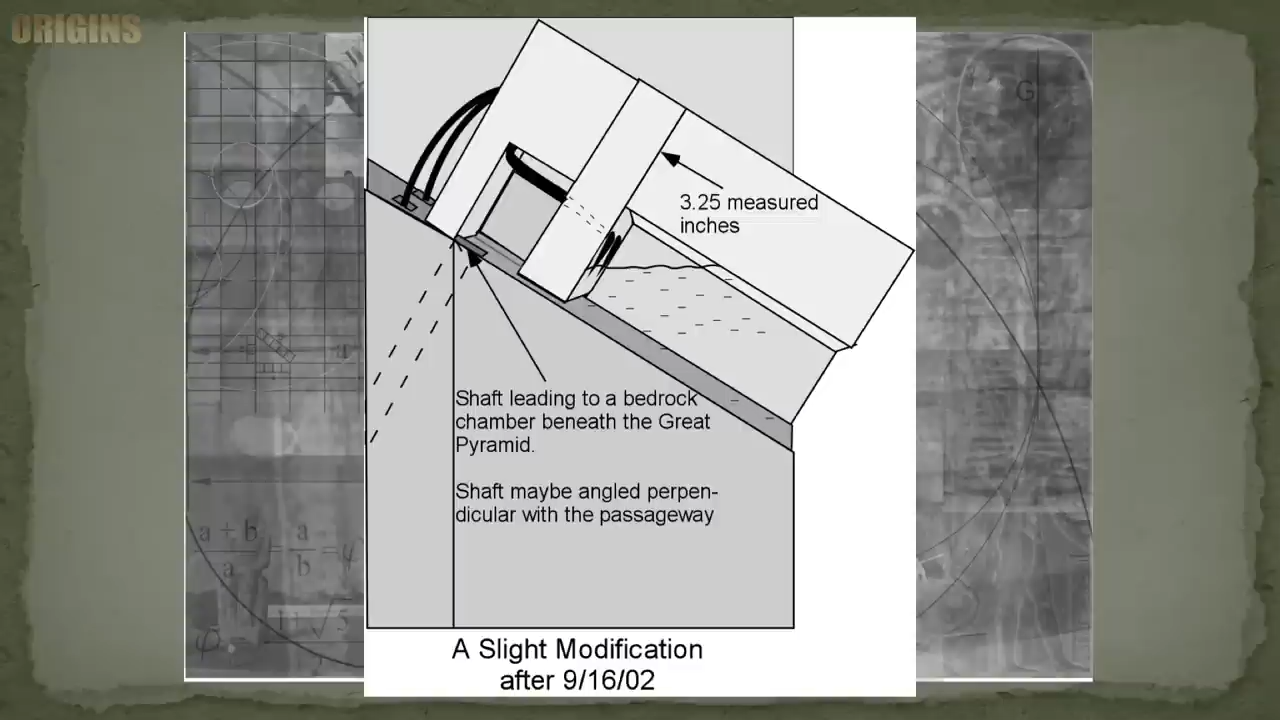 ORIGINS
G
3.25 measured
inches
Shaft leading to a bedrock
chamber beneath the Great
Pyramid.
Shaft maybe angled perpen-
dicular with the passageway
a + b
a
=
a
b
= φ
φ
√5
A Slight Modification
after 9/16/02